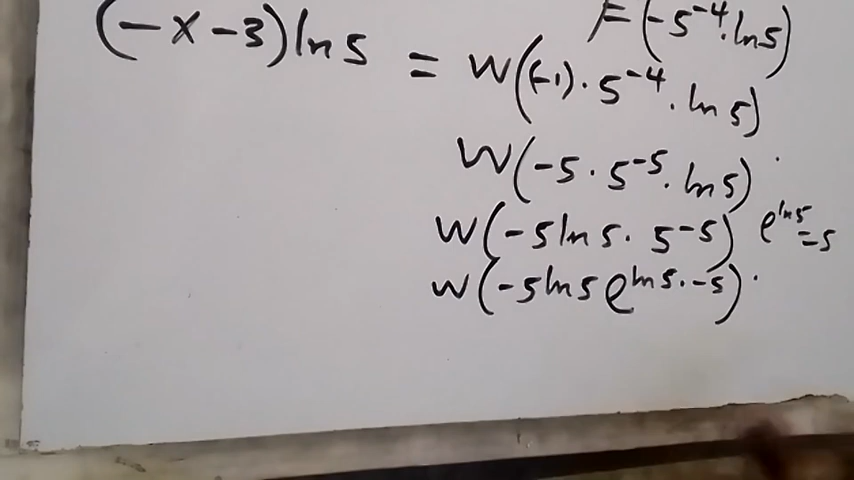 (-x-3)ln5 = W((-1)·5^-4·ln5)
(-5^-4·ln5)
W(-5·5^-5·ln5)
W(-5ln5·5^-5) e^ln5=5
W(-5ln5 e^ln5·-5)